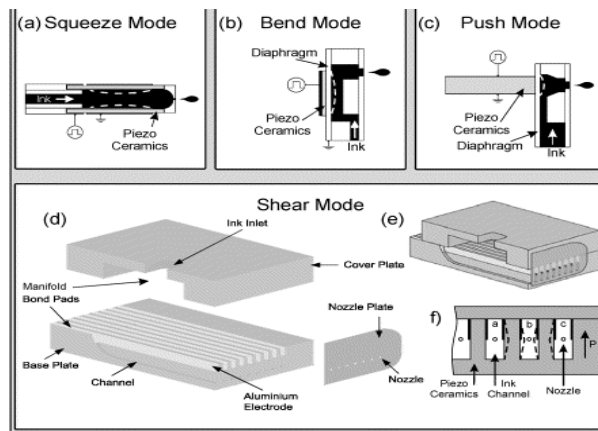 (a) Squeeze Mode
Ink
Piezo
Ceramics
(b) Bend Mode
Diaphragm
Piezo
Ceramics
Ink
(c) Push Mode
Piezo
Ceramics
Diaphragm
Ink
Shear Mode
(d)
Ink Inlet
Cover Plate
Manifold
Bond Pads
Base Plate
Channel
Aluminium
Electrode
Nozzle Plate
Nozzle
(e)
f)
a
b
c
P
Piezo
Ceramics
Ink
Channel
Nozzle